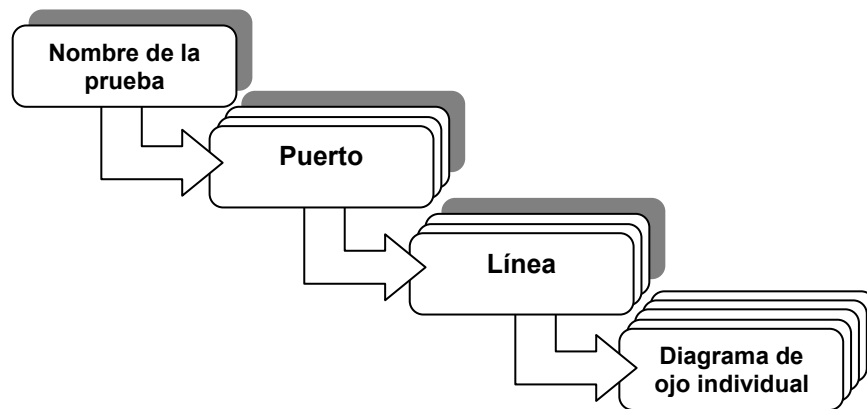 Nombre de la
prueba
Puerto
Línea
Diagrama de
ojo individual